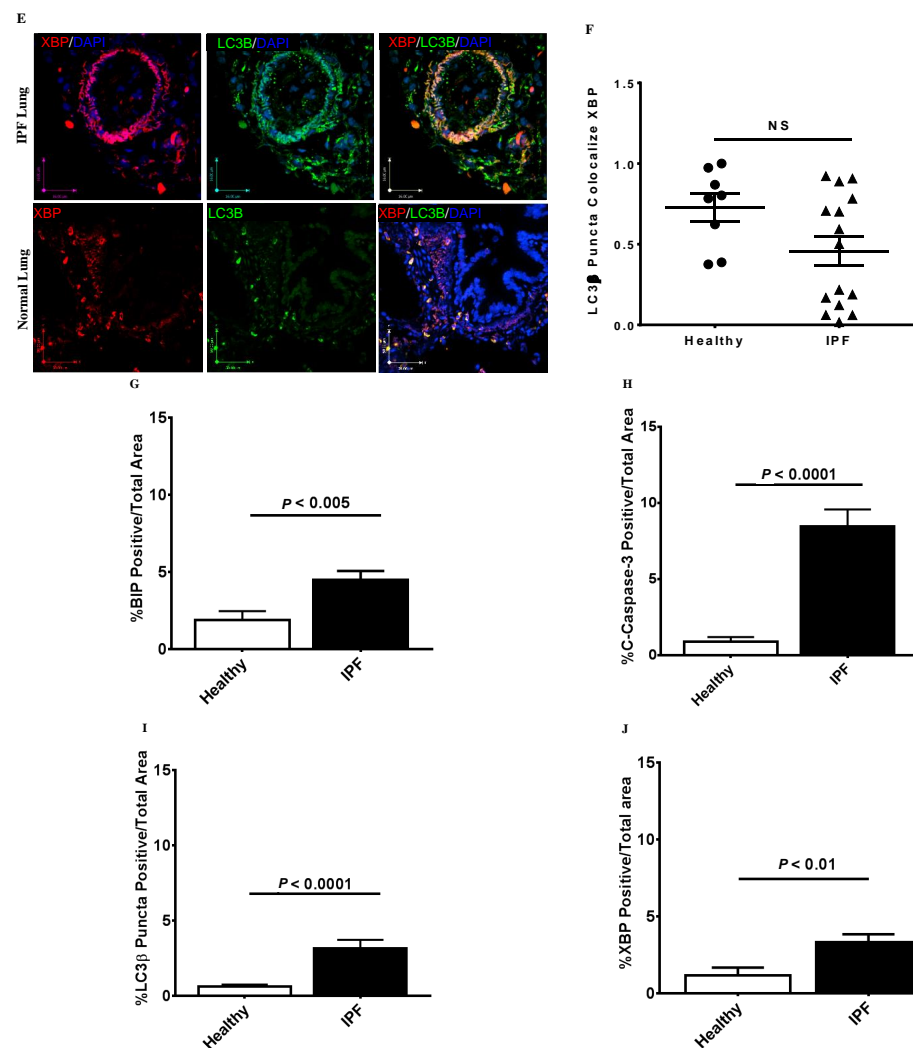 E
XBP/DAPI
LC3B/DAPI
XBP/LC3B/DAPI
IPF Lung
XBP
LC3B
XBP/LC3B/DAPI
Normal Lung
F
LC3β Puncta Colocalize XBP
1.5
1.0
0.5
0.0
NS
Healthy
IPF
G
%BIP Positive/Total Area
15
10
5
0
P < 0.005
Healthy
IPF
H
%C-Caspase-3 Positive/Total Area
15
10
5
0
P < 0.0001
Healthy
IPF
I
%LC3β Puncta Positive/Total Area
15
10
5
0
P < 0.0001
Healthy
IPF
J
%XBP Positive/Total area
15
10
5
0
P < 0.01
Healthy
IPF